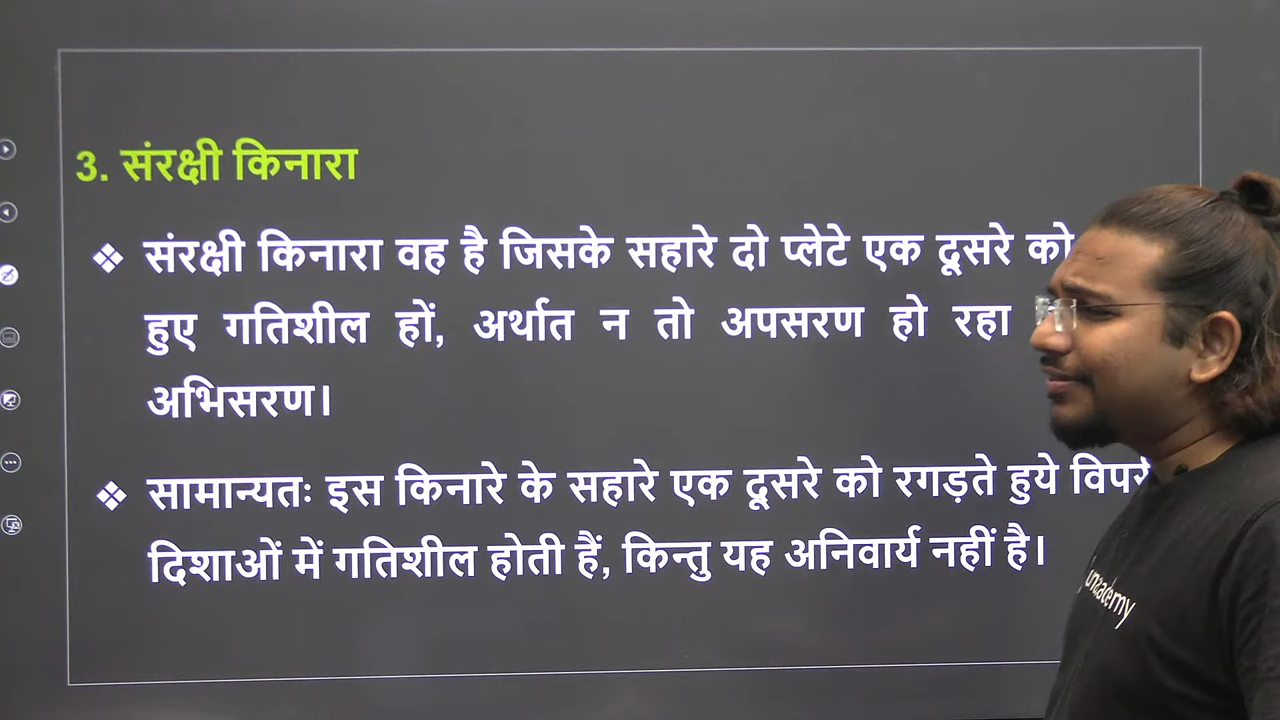 3. संरक्षी किनारा
❖ संरक्षी किनारा वह है जिसके सहारे दो प्लेटे एक दूसरे को
हुए गतिशील हों, अर्थात न तो अपसरण हो रहा
अभिसरण।
❖ सामान्यतः इस किनारे के सहारे एक दूसरे को रगड़ते हुये
दिशाओं में गतिशील होती हैं, किन्तु यह अनिवार्य नहीं है।
unacademy